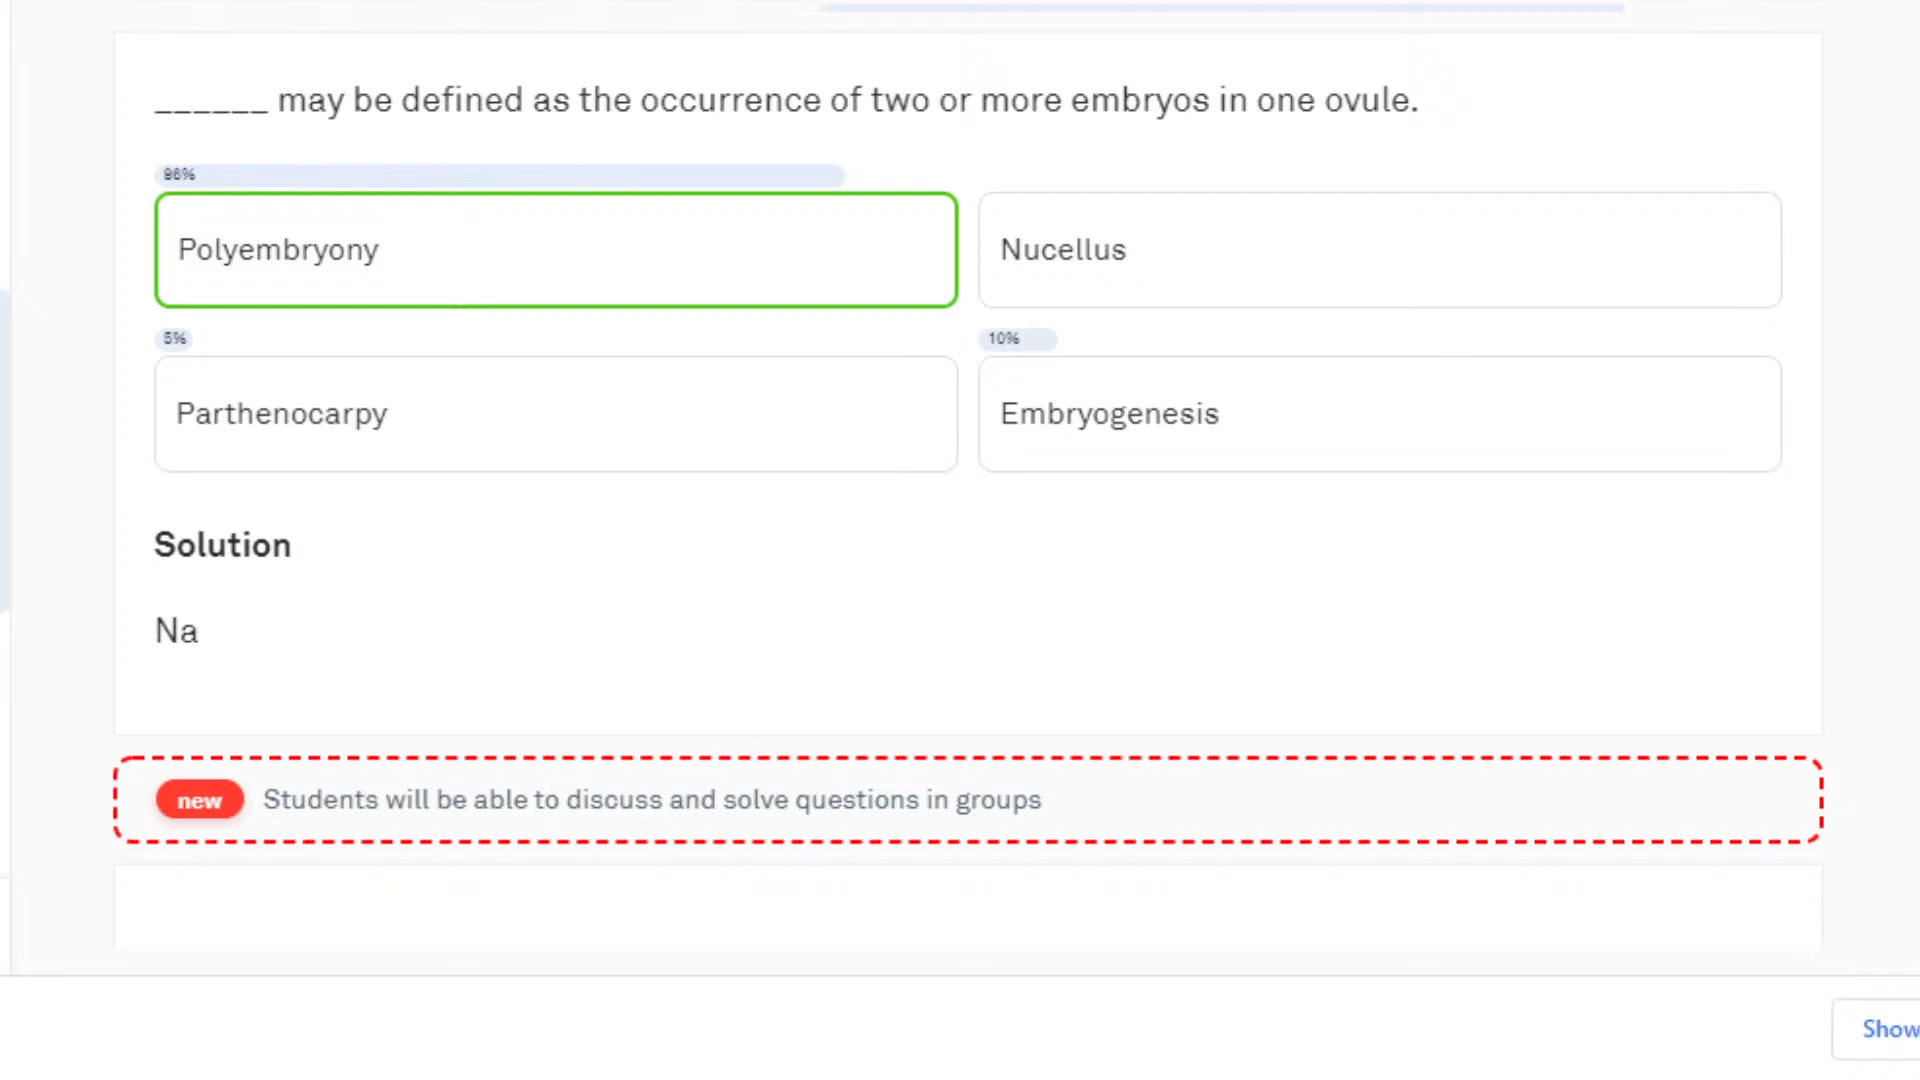 ______ may be defined as the occurrence of two or more embryos in one ovule.
86%
Polyembryony
Nucellus
5%
10%
Parthenocarpy
Embryogenesis
Solution
Na
new Students will be able to discuss and solve questions in groups
Show